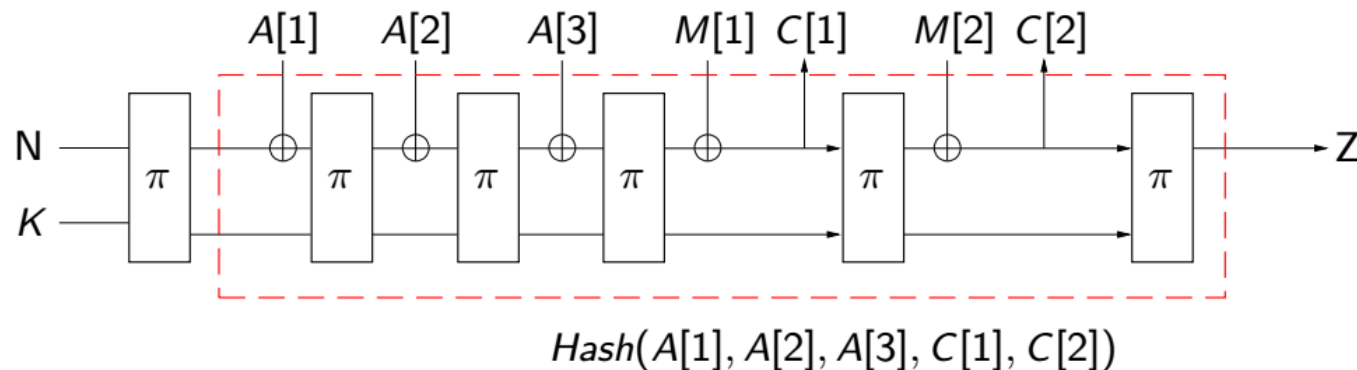 A[1] A[2] A[3] M[1] C[1] M[2] C[2]
N Z
π π π π π π
K
Hash(A[1], A[2], A[3], C[1], C[2])